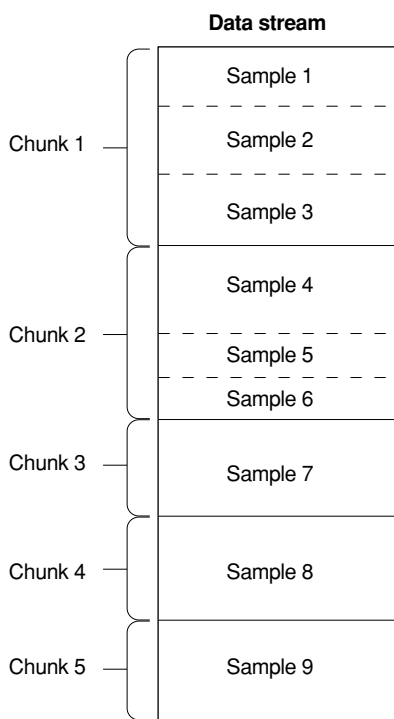 Data stream
Sample 1
Chunk 1
Sample 2
Sample 3
Sample 4
Chunk 2
Sample 5
Sample 6
Chunk 3
Sample 7
Chunk 4
Sample 8
Chunk 5
Sample 9